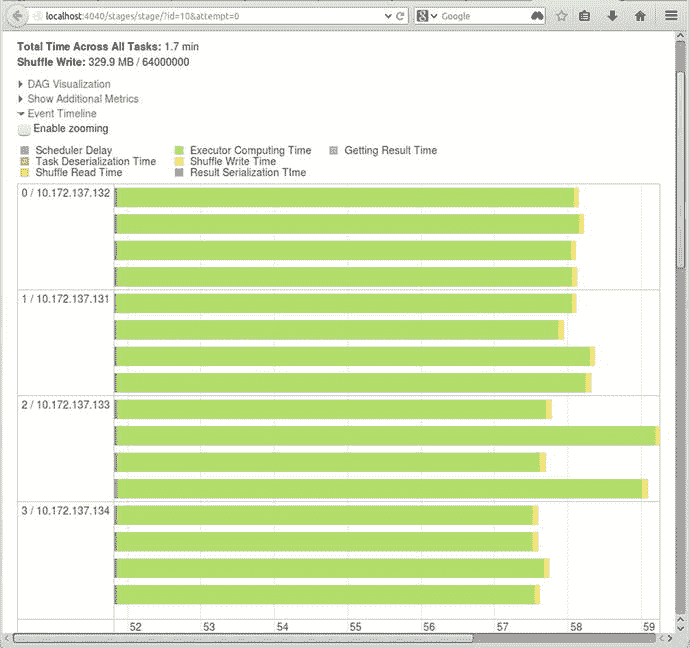 localhost:4040/stages/stage/?id=10&attempt=0
Google
Total Time Across All Tasks: 1.7 min
Shuffle Write: 329.9 MB / 64000000
DAG Visualization
Show Additional Metrics
Event Timeline
Enable zooming
Scheduler Delay Executor Computing Time Getting Result Time
Task Deserialization Time Shuffle Write Time
Shuffle Read Time Result Serialization TIme
0 / 10.172.137.132
1 / 10.172.137.131
2 / 10.172.137.133
3 / 10.172.137.134
52 53 54 55 56 57 58 59